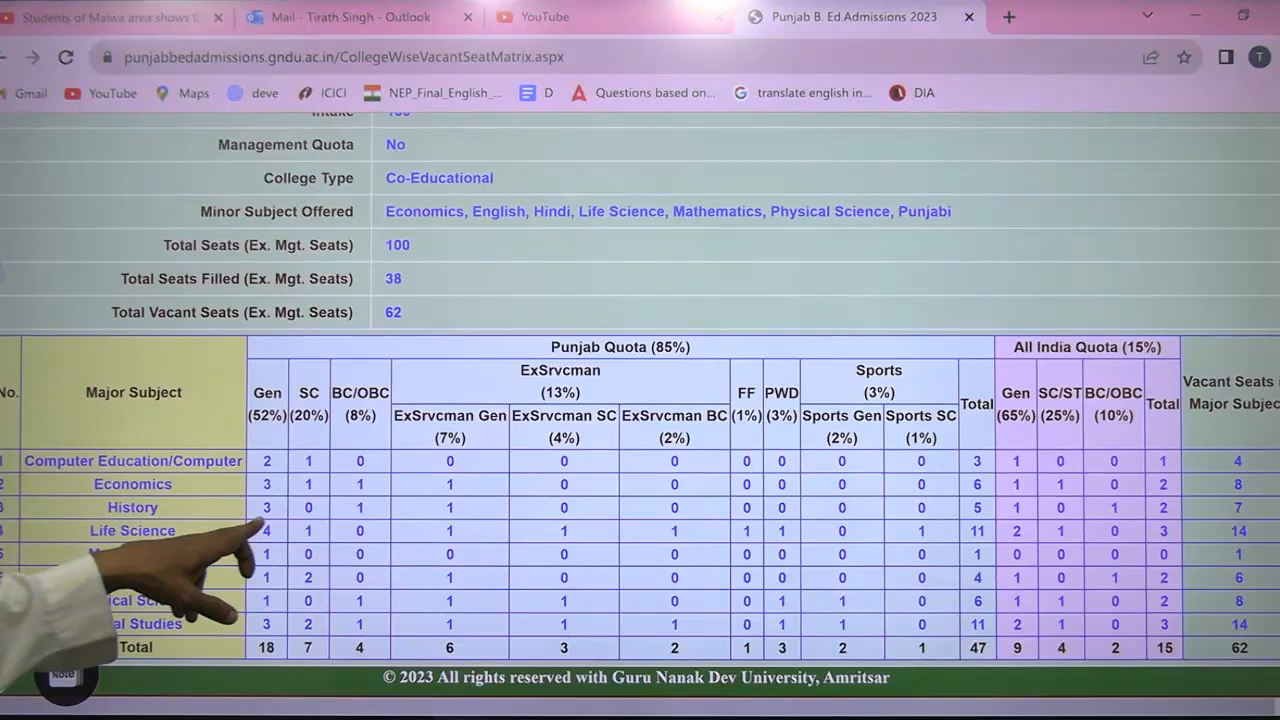 Students of Malwa area shows t
Mail - Tirath Singh - Outlook
YouTube
Punjab B. Ed.Admissions 2023
punjabbedadmissions.gndu.ac.in/CollegeWiseVacantSeatMatrix.aspx
T
Gmail YouTube Maps deve ICICI NEP_Final_English_... D Questions based on... translate english in... DIA
Intake 100
Management Quota No
College Type Co-Educational
Minor Subject Offered Economics, English, Hindi, Life Science, Mathematics, Physical Science, Punjabi
Total Seats (Ex. Mgt. Seats) 100
Total Seats Filled (Ex. Mgt. Seats) 38
Total Vacant Seats (Ex. Mgt. Seats) 62
Punjab Quota (85%) All India Quota (15%)
No. Major Subject Gen (52%) SC (20%) BC/OBC (8%) ExSrvcman (13%) FF (1%) PWD (3%) Sports (3%) Total Gen (65%) SC/ST (25%) BC/OBC (10%) Total Vacant Seats Major Subjec
ExSrvcman Gen (7%) ExSrvcman SC (4%) ExSrvcman BC (2%) Sports Gen (2%) Sports SC (1%)
1 Computer Education/Computer 2 1 0 0 0 0 0 0 0 0 3 1 0 0 1 4
2 Economics 3 1 1 1 0 0 0 0 0 0 6 1 1 0 2 8
3 History 3 0 1 1 0 0 0 0 0 0 5 1 0 1 2 7
4 Life Science 4 1 0 1 1 1 1 1 0 1 11 2 1 0 3 14
5 1 0 0 0 0 0 0 0 0 0 1 0 0 0 0 1
1 2 0 1 0 0 0 0 0 0 4 1 0 1 2 6
ical Sc 1 0 1 1 1 0 0 1 1 0 6 1 1 0 2 8
al Studies 3 2 1 1 1 1 0 1 1 0 11 2 1 0 3 14
Total 18 7 4 6 3 2 1 3 2 1 47 9 4 2 15 62
Note
© 2023 All rights reserved with Guru Nanak Dev University, Amritsar